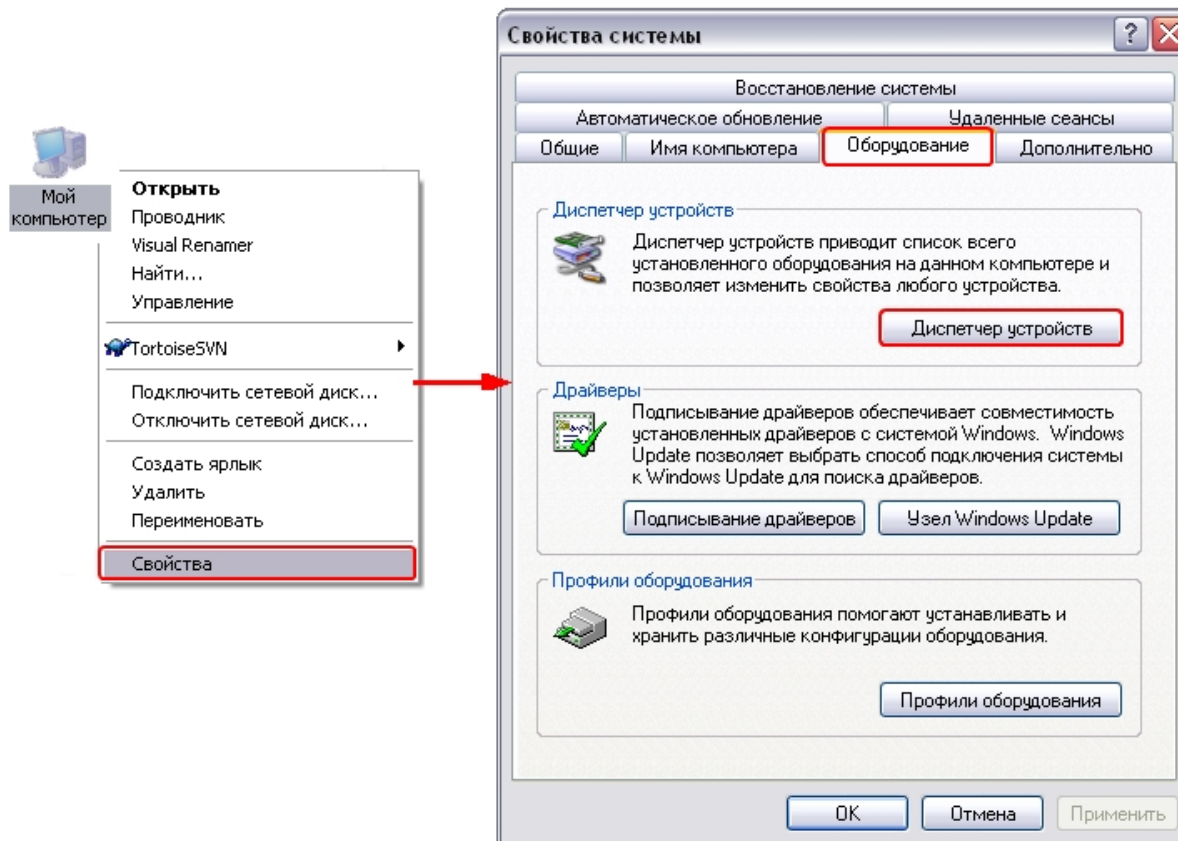 Мой
компьютер
Открыть
Проводник
Visual Renamer
Найти...
Управление
TortoiseSVN
Подключить сетевой диск...
Отключить сетевой диск...
Создать ярлык
Удалить
Переименовать
Свойства
Свойства системы
Восстановление системы
Автоматическое обновление
Удаленные сеансы
Общие
Имя компьютера
Оборудование
Дополнительно
Диспетчер устройств
Диспетчер устройств приводит список всего
установленного оборудования на данном компьютере и
позволяет изменить свойства любого устройства.
Диспетчер устройств
Драйверы
Подписывание драйверов обеспечивает совместимость
установленных драйверов с системой Windows. Windows
Update позволяет выбрать способ подключения системы
к Windows Update для поиска драйверов.
Подписывание драйверов
Узел Windows Update
Профили оборудования
Профили оборудования помогают устанавливать и
хранить различные конфигурации оборудования.
Профили оборудования
OK
Отмена
Применить